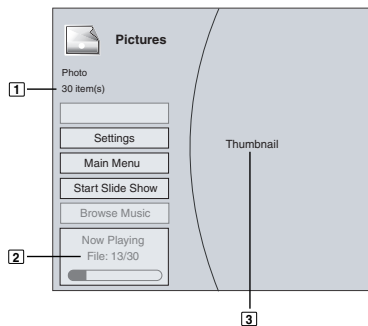 Pictures
Photo
1
30 item(s)
Settings
Main Menu
Thumbnail
Start Slide Show
Browse Music
Now Playing
2
File: 13/30
3